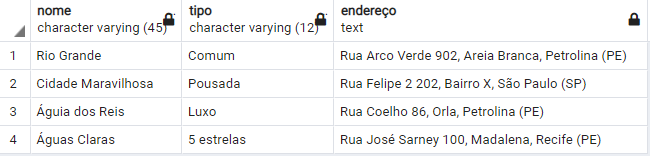 nome tipo endereço
character varying (45) character varying (12) text
1 Rio Grande Comum Rua Arco Verde 902, Areia Branca, Petrolina (PE)
2 Cidade Maravilhosa Pousada Rua Felipe 2 202, Bairro X, São Paulo (SP)
3 Águia dos Reis Luxo Rua Coelho 86, Orla, Petrolina (PE)
4 Águas Claras 5 estrelas Rua José Sarney 100, Madalena, Recife (PE)